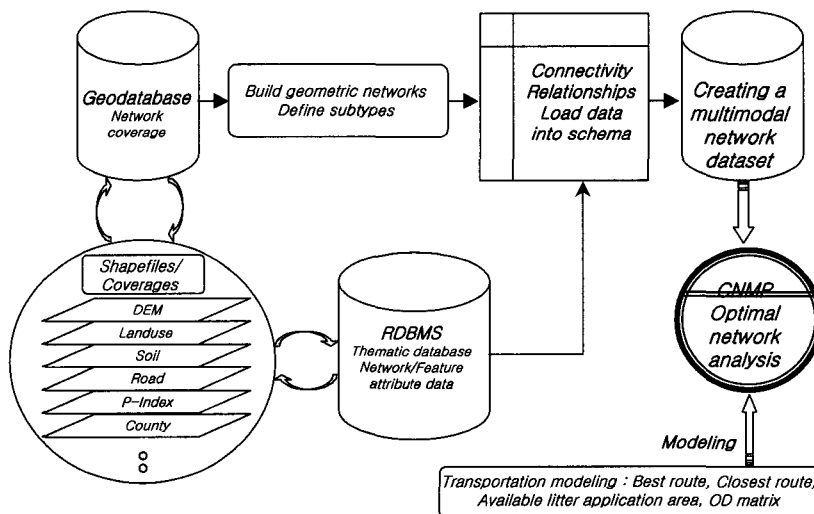 Geodatabase
Network
coverage
Build geometric networks
Define subtypes
Connectivity
Relationships
Load data
into schema
Creating a
multimodal
network
dataset
Shapefiles/
Coverages
DEM
Landuse
Soil
Road
P-Index
County
RDBMS
Thematic database
Network/Feature
attribute data
CNMP
Optimal
network
analysis
Modeling
Transportation modeling : Best route, Closest route,
Available litter application area, OD matrix